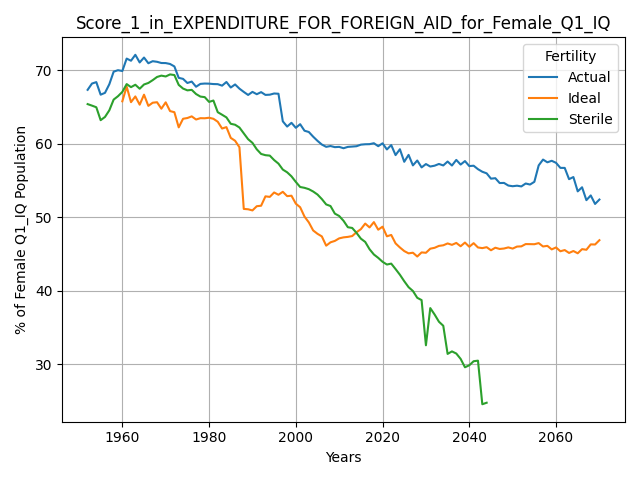 Score_1_in_EXPENDITURE_FOR_FOREIGN_AID_for_Female_Q1_IQ
Fertility
Actual
Ideal
Sterile
% of Female Q1_IQ Population
70
60
50
40
30
1960
1980
2000
2020
2040
2060
Years